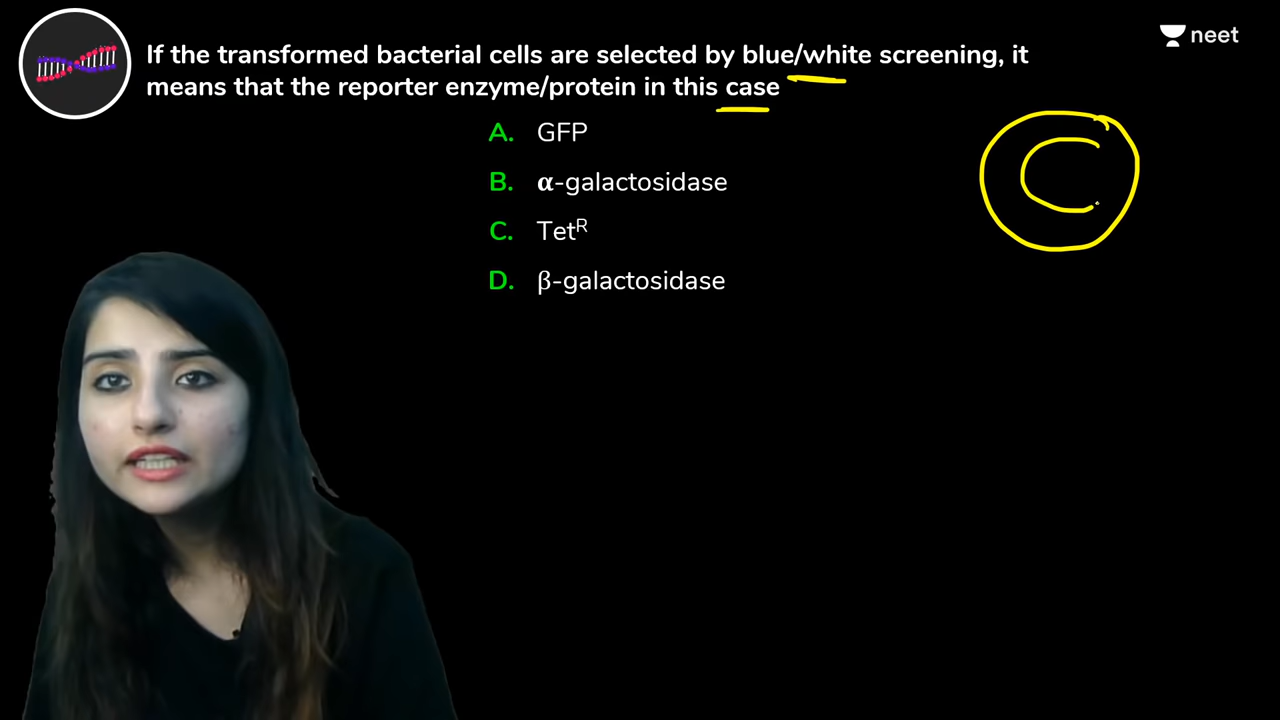 If the transformed bacterial cells are selected by blue/white screening, it
means that the reporter enzyme/protein in this case
A. GFP
B. α-galactosidase
C. Tetᴿ
D. β-galactosidase
neet